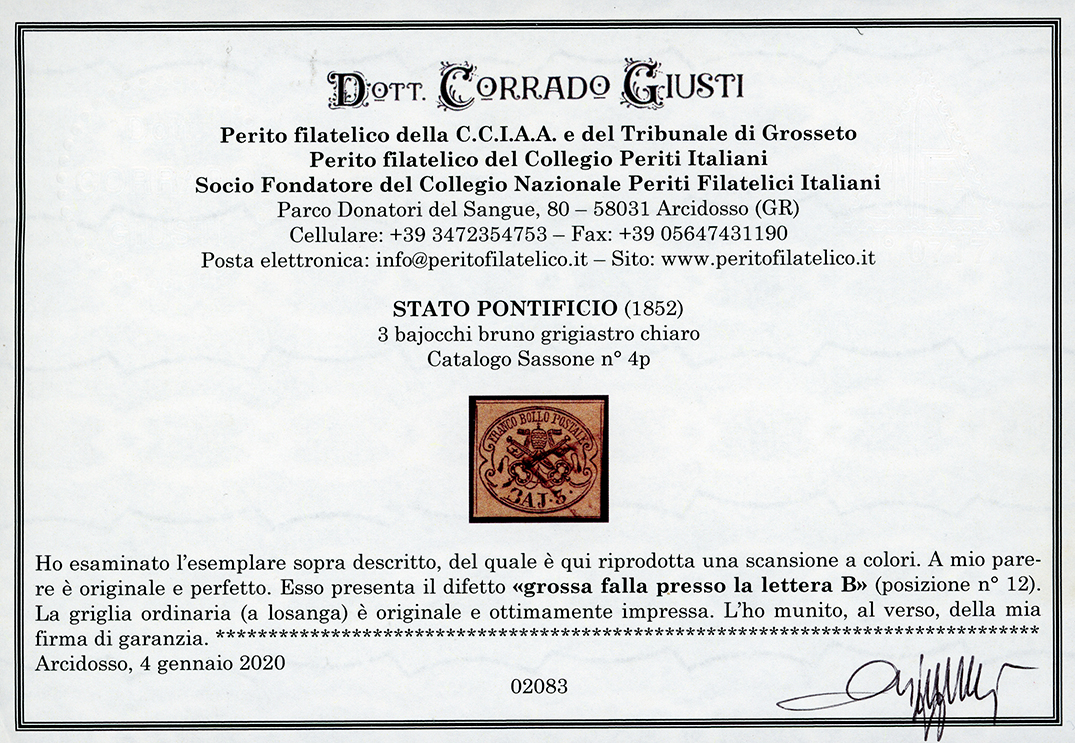 DOTT. CORRADO GIUSTI
Perito filatelico della C.C.I.A.A. e del Tribunale di Grosseto
Perito filatelico del Collegio Periti Italiani
Socio Fondatore del Collegio Nazionale Periti Filatelici Italiani
Parco Donatori del Sangue, 80 – 58031 Arcidosso (GR)
Cellulare: +39 3472354753 – Fax: +39 05647431190
Posta elettronica: info@peritofilatelico.it – Sito: www.peritofilatelico.it
STATO PONTIFICIO (1852)
3 bajocchi bruno grigiastro chiaro
Catalogo Sassone n° 4p
FRANCO BOLLO POSTALE
BAJ·3·
Ho esaminato l'esemplare sopra descritto, del quale è qui riprodotta una scansione a colori. A mio pare-
re è originale e perfetto. Esso presenta il difetto «grossa falla presso la lettera B» (posizione n° 12).
La griglia ordinaria (a losanga) è originale e ottimamente impressa. L'ho munito, al verso, della mia
firma di garanzia. ******************************************************************************
Arcidosso, 4 gennaio 2020
02083